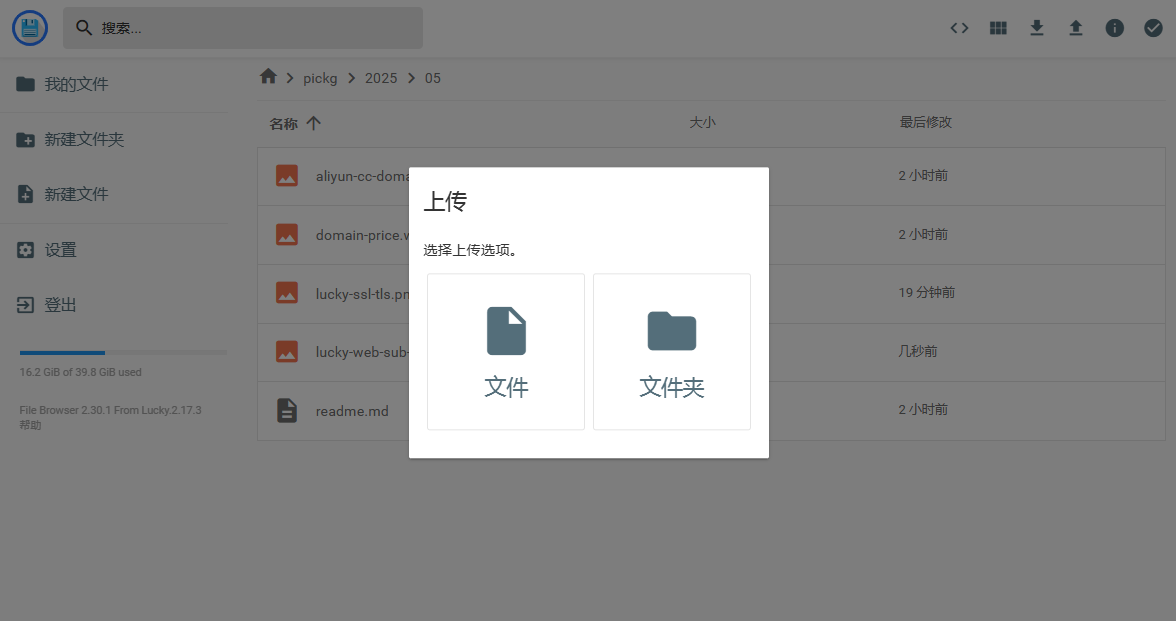 搜索...
我的文件
新建文件夹
新建文件
设置
登出
16.2 GiB of 39.8 GiB used
File Browser 2.30.1 From Lucky.2.17.3
帮助
pickg 2025 05
名称 大小 最后修改
aliyun-cc-doma 2 小时前
domain-price.w 2 小时前
lucky-ssl-tls.pn 19 分钟前
lucky-web-sub- 几秒前
readme.md 2 小时前
上传
选择上传选项。
文件 文件夹